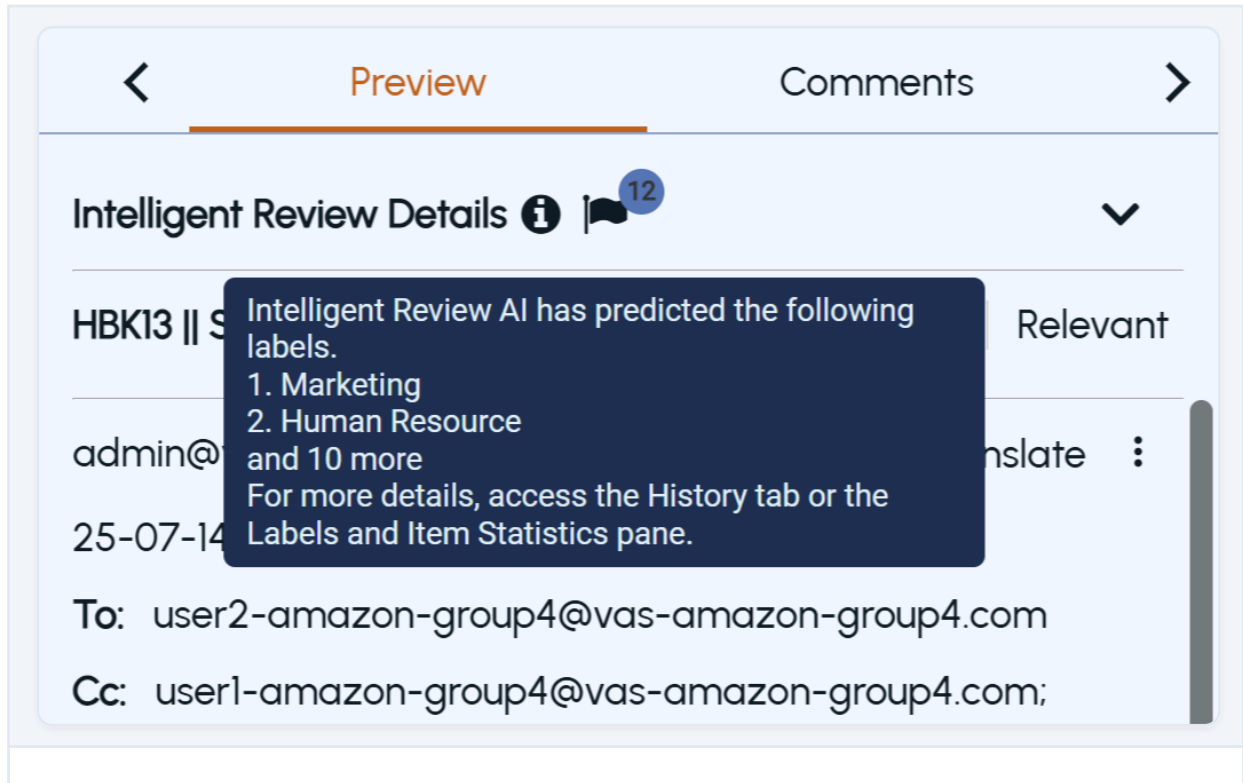 Preview Comments
Intelligent Review Details 12
HBK13 || S Relevant
Intelligent Review AI has predicted the following
labels.
1. Marketing
2. Human Resource
and 10 more
For more details, access the History tab or the
Labels and Item Statistics pane.
admin@ nslate
25-07-14
To: user2-amazon-group4@vas-amazon-group4.com
Cc: user1-amazon-group4@vas-amazon-group4.com;